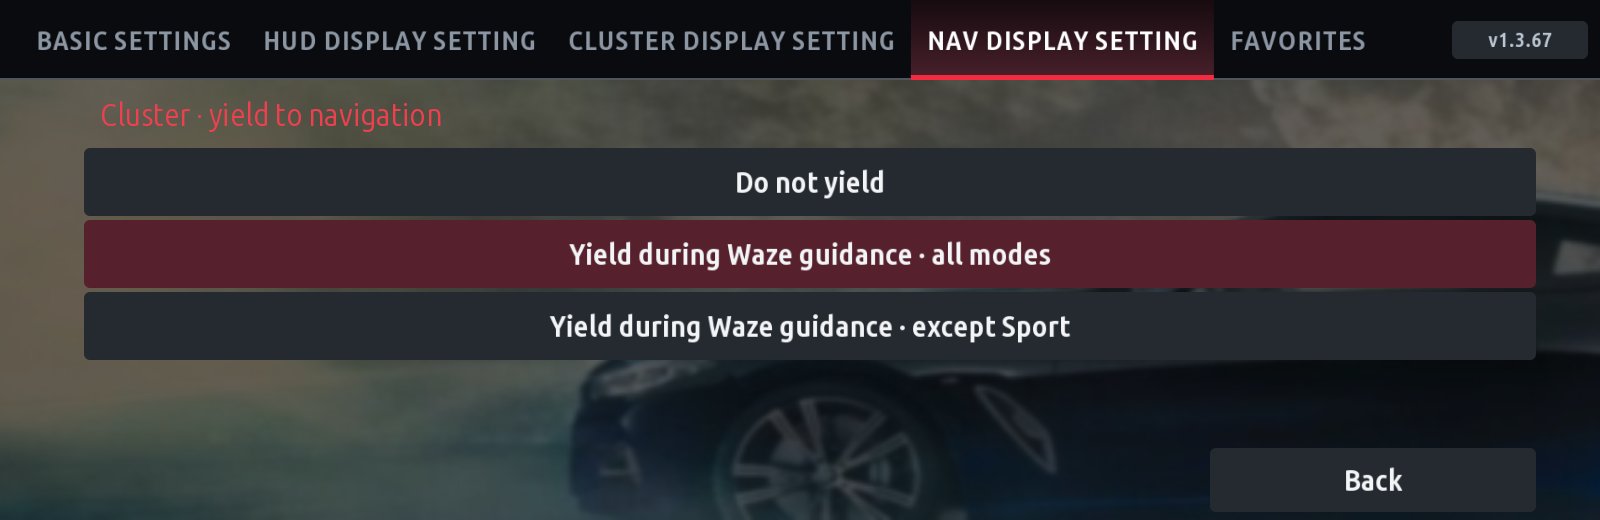 BASIC SETTINGS HUD DISPLAY SETTING CLUSTER DISPLAY SETTING NAV DISPLAY SETTING FAVORITES v1.3.67
Cluster · yield to navigation
Do not yield
Yield during Waze guidance · all modes
Yield during Waze guidance · except Sport
Back